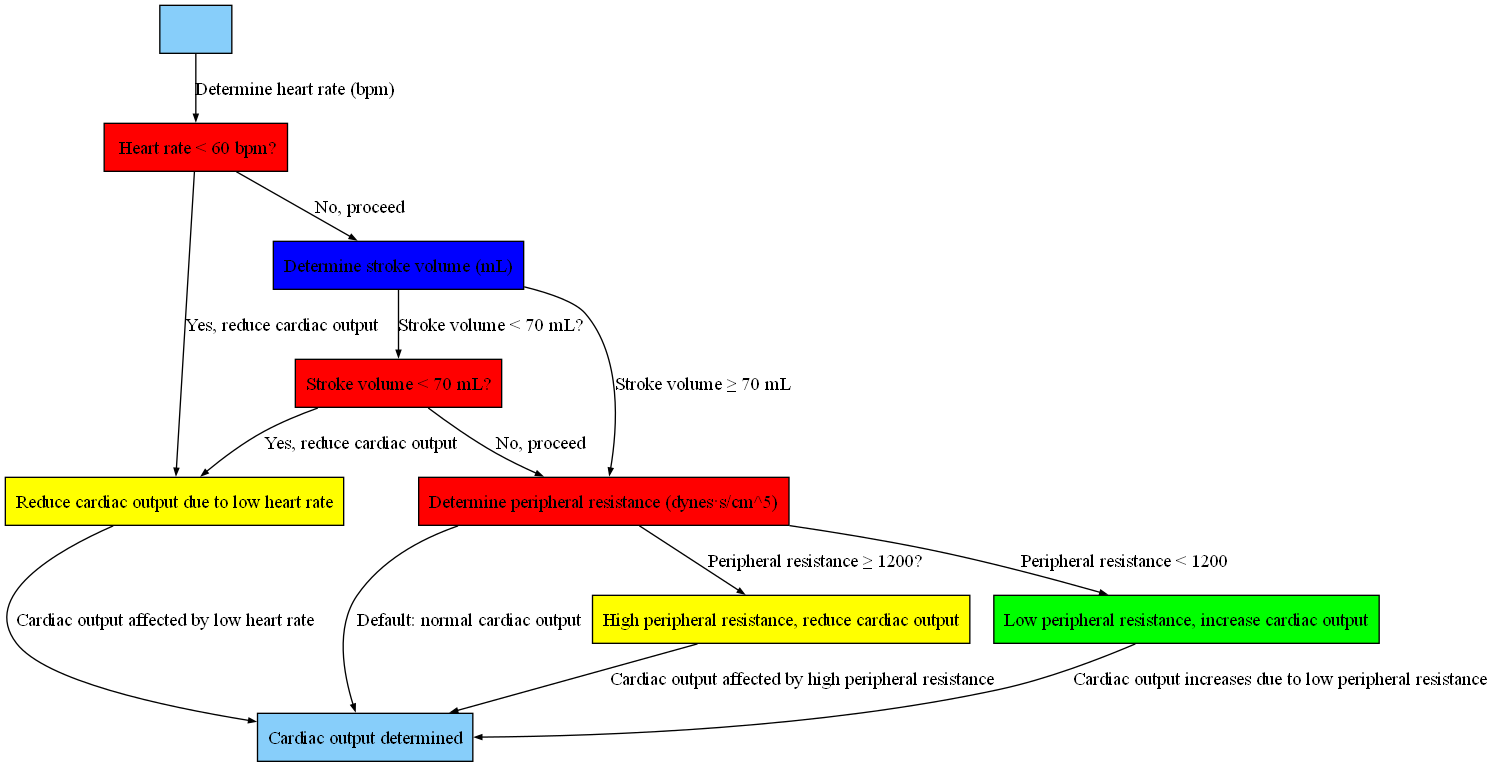 Determine heart rate (bpm)
Heart rate < 60 bpm?
No, proceed
Determine stroke volume (mL)
Yes, reduce cardiac output
Stroke volume < 70 mL?
Stroke volume < 70 mL?
Stroke volume ≥ 70 mL
Yes, reduce cardiac output
No, proceed
Reduce cardiac output due to low heart rate
Determine peripheral resistance (dynes·s/cm^5)
Peripheral resistance ≥ 1200?
Peripheral resistance < 1200
Cardiac output affected by low heart rate
Default: normal cardiac output
High peripheral resistance, reduce cardiac output
Low peripheral resistance, increase cardiac output
Cardiac output affected by high peripheral resistance
Cardiac output increases due to low peripheral resistance
Cardiac output determined